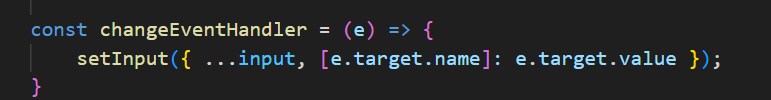 const changeEventHandler = (e) => {
    setInput({ ...input, [e.target.name]: e.target.value });
}